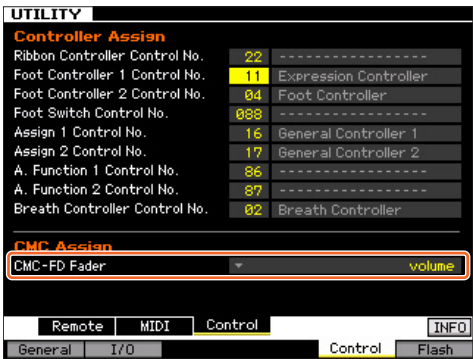 UTILITY
Controller Assign
Ribbon Controller Control No. 22 -----------------
Foot Controller 1 Control No. 11 Expression Controller
Foot Controller 2 Control No. 04 Foot Controller
Foot Switch Control No. 088 -----------------
Assign 1 Control No. 16 General Controller 1
Assign 2 Control No. 17 General Controller 2
A. Function 1 Control No. 86 -----------------
A. Function 2 Control No. 87 -----------------
Breath Controller Control No. 02 Breath Controller
CMC Assign
CMC-FD Fader volume
Remote MIDI Control INFO
General I/O Control Flash